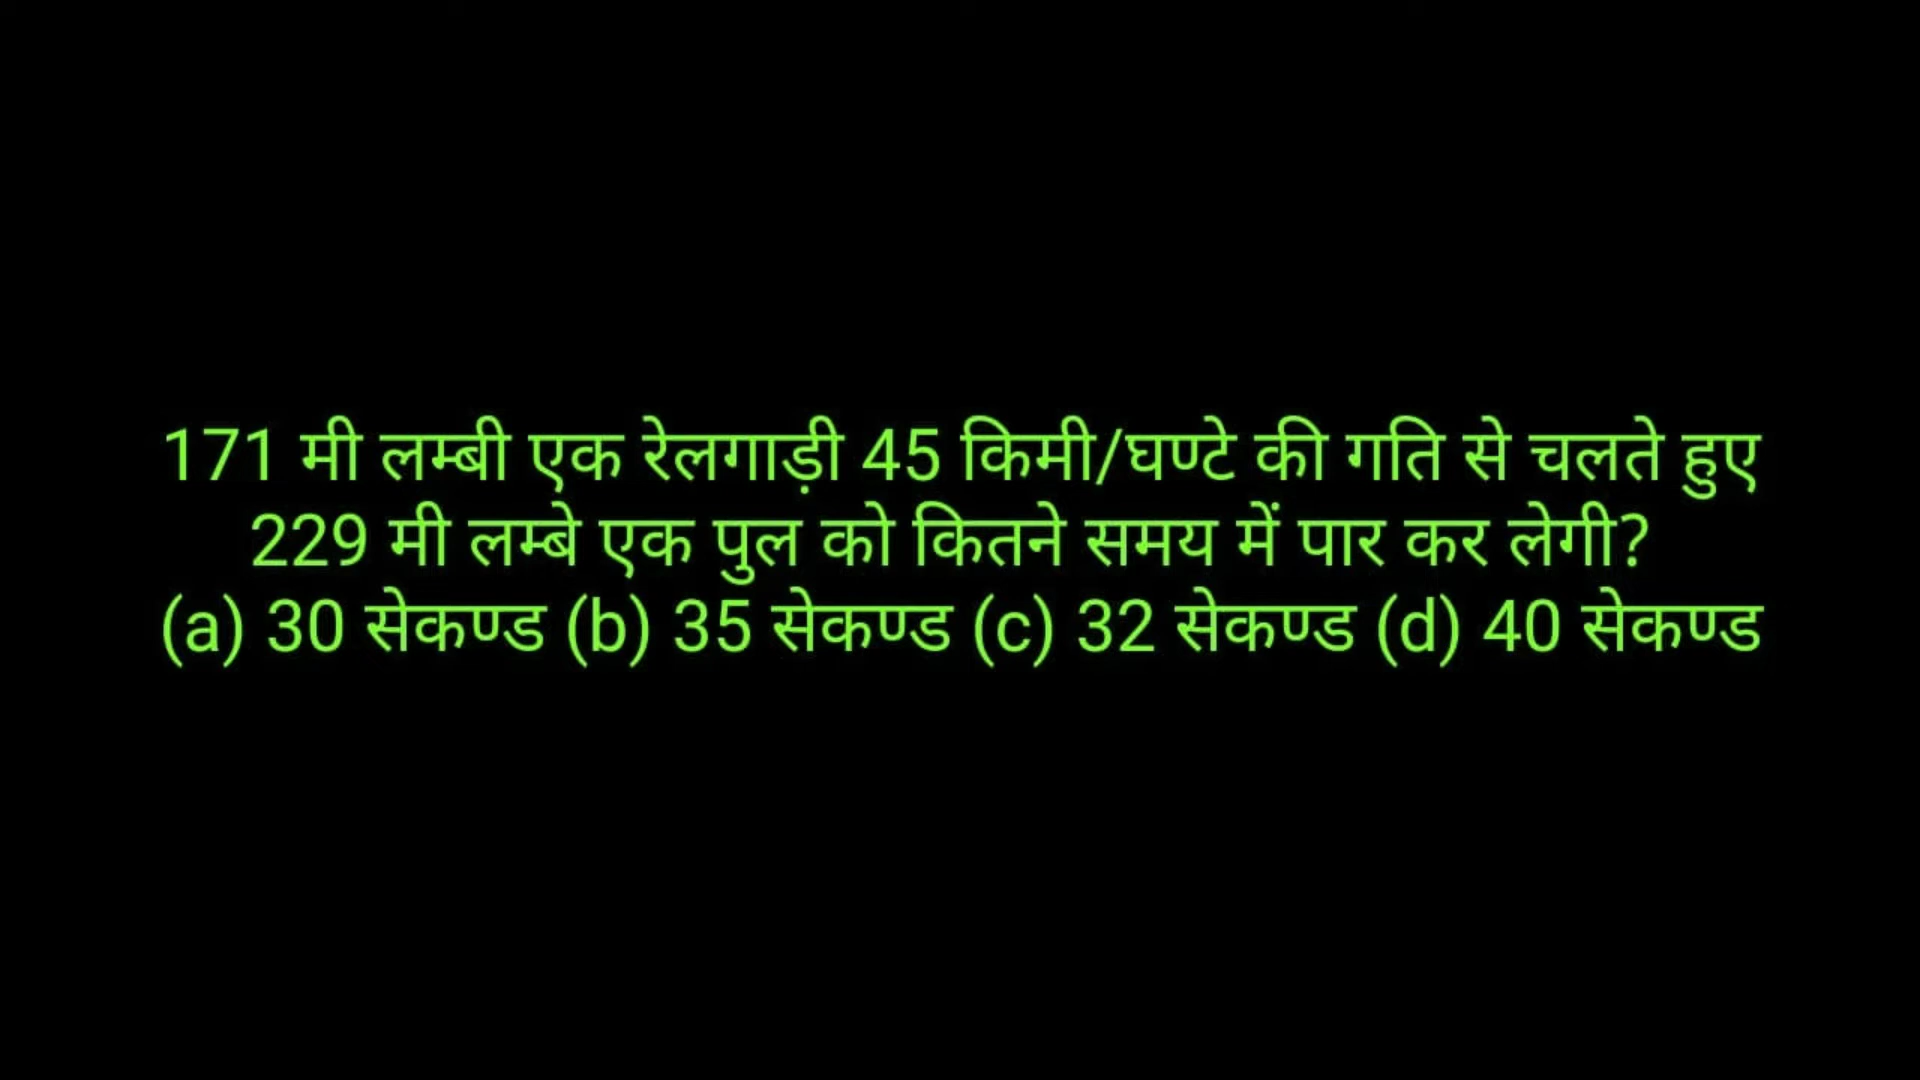 171 मी लम्बी एक रेलगाड़ी 45 किमी/घण्टे की गति से चलते हुए
229 मी लम्बे एक पुल को कितने समय में पार कर लेगी?
(a) 30 सेकण्ड (b) 35 सेकण्ड (c) 32 सेकण्ड (d) 40 सेकण्ड